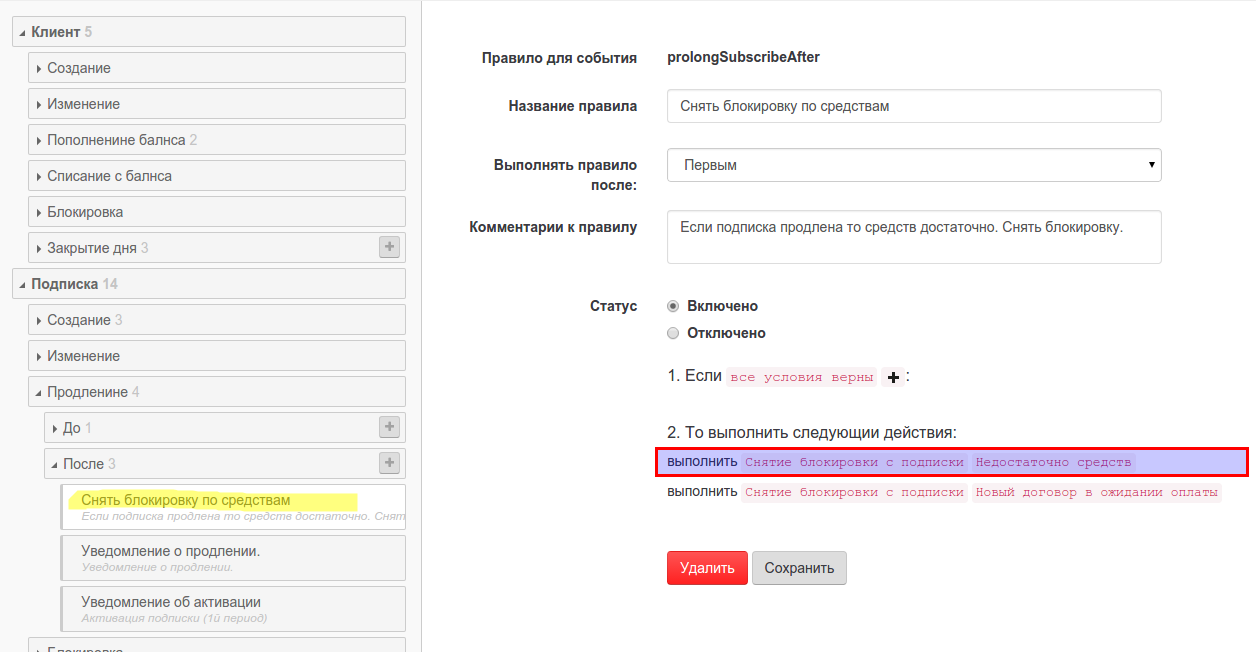 Клиент 5
Создание
Изменение
Пополненине балнса 2
Списание с балнса
Блокировка
Закрытие дня 3
Подписка 14
Создание 3
Изменение
Продленине 4
До 1
После 3
Снять блокировку по средствам
Если подписка продлена то средств достаточно. Снят
Уведомление о продлении.
Уведомление о продлении.
Уведомление об активации
Активация подписки (1й период)
Блокировка
Правило для события prolongSubscribeAfter
Название правила Снять блокировку по средствам
Выполнять правило после: Первым
Комментарии к правилу Если подписка продлена то средств достаточно. Снять блокировку.
Статус Включено
Отключено
1. Если все условия верны + :
2. То выполнить следующии действия:
выполнить Снятие блокировки с подписки Недостаточно средств
выполнить Снятие блокировки с подписки Новый договор в ожидании оплаты
Удалить Сохранить